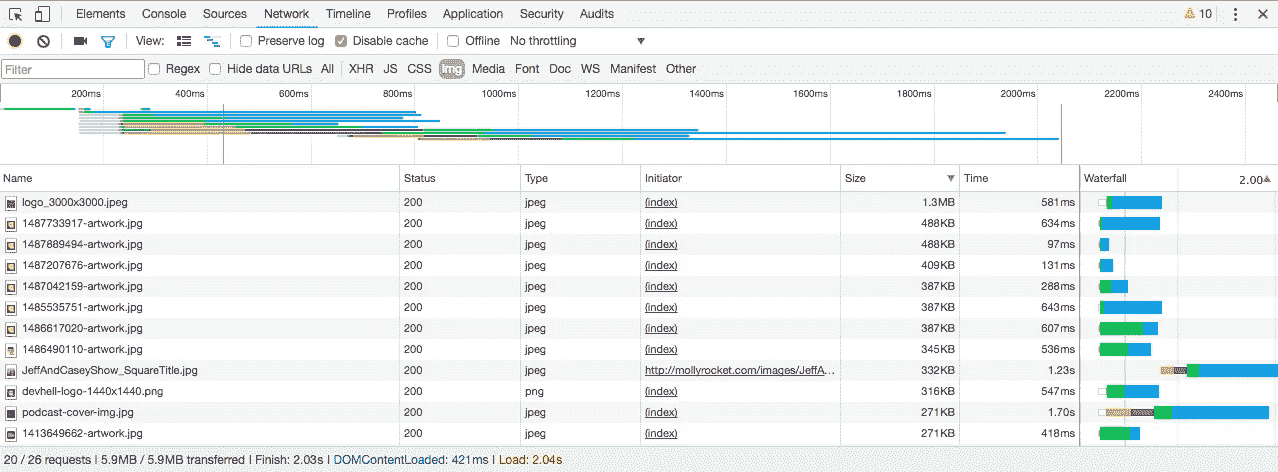 Elements Console Sources Network Timeline Profiles Application Security Audits 10
View: Preserve log Disable cache Offline No throttling
Filter Regex Hide data URLs All XHR JS CSS Img Media Font Doc WS Manifest Other
200ms 400ms 600ms 800ms 1000ms 1200ms 1400ms 1600ms 1800ms 2000ms 2200ms 2400ms
Name Status Type Initiator Size Time Waterfall 2.00
logo_3000x3000.jpeg 200 jpeg (index) 1.3MB 581ms
1487733917-artwork.jpg 200 jpeg (index) 488KB 634ms
1487889494-artwork.jpg 200 jpeg (index) 488KB 97ms
1487207676-artwork.jpg 200 jpeg (index) 409KB 131ms
1487042159-artwork.jpg 200 jpeg (index) 387KB 288ms
1485535751-artwork.jpg 200 jpeg (index) 387KB 643ms
1486617020-artwork.jpg 200 jpeg (index) 387KB 607ms
1486490110-artwork.jpg 200 jpeg (index) 345KB 536ms
JeffAndCaseyShow_SquareTitle.jpg 200 jpeg http://mollyrocket.com/images/JeffA... 332KB 1.23s
devhell-logo-1440x1440.png 200 png (index) 316KB 547ms
podcast-cover-img.jpg 200 jpeg (index) 271KB 1.70s
1413649662-artwork.jpg 200 jpeg (index) 271KB 418ms
20 / 26 requests | 5.9MB / 5.9MB transferred | Finish: 2.03s | DOMContentLoaded: 421ms | Load: 2.04s